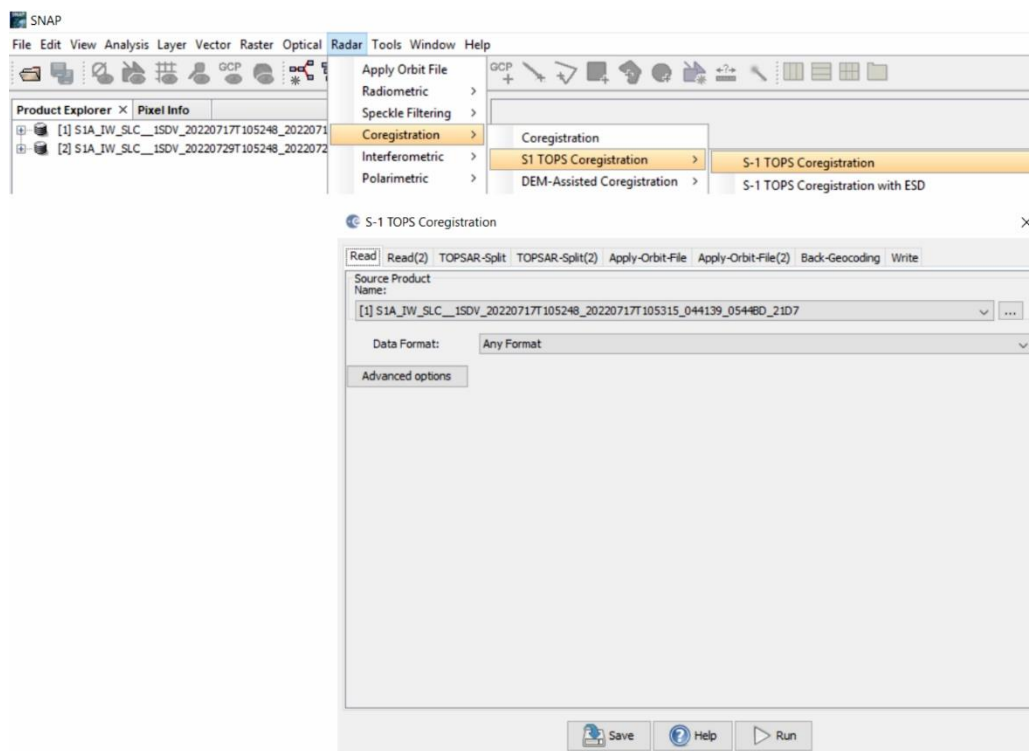 SNAP
File Edit View Analysis Layer Vector Raster Optical Radar Tools Window Help
GCP
GCP
Product Explorer × Pixel Info
[1] S1A_IW_SLC__1SDV_20220717T105248_2022071
[2] S1A_IW_SLC__1SDV_20220729T105248_2022072
Apply Orbit File
Radiometric >
Speckle Filtering >
Coregistration >
Interferometric >
Polarimetric >
Coregistration
S1 TOPS Coregistration >
DEM-Assisted Coregistration >
S-1 TOPS Coregistration
S-1 TOPS Coregistration with ESD
S-1 TOPS Coregistration
Read Read(2) TOPSAR-Split TOPSAR-Split(2) Apply-Orbit-File Apply-Orbit-File(2) Back-Geocoding Write
Source Product
Name:
[1] S1A_IW_SLC__1SDV_20220717T105248_20220717T105315_044139_0544BD_21D7
...
Data Format: Any Format
Advanced options
Save Help Run